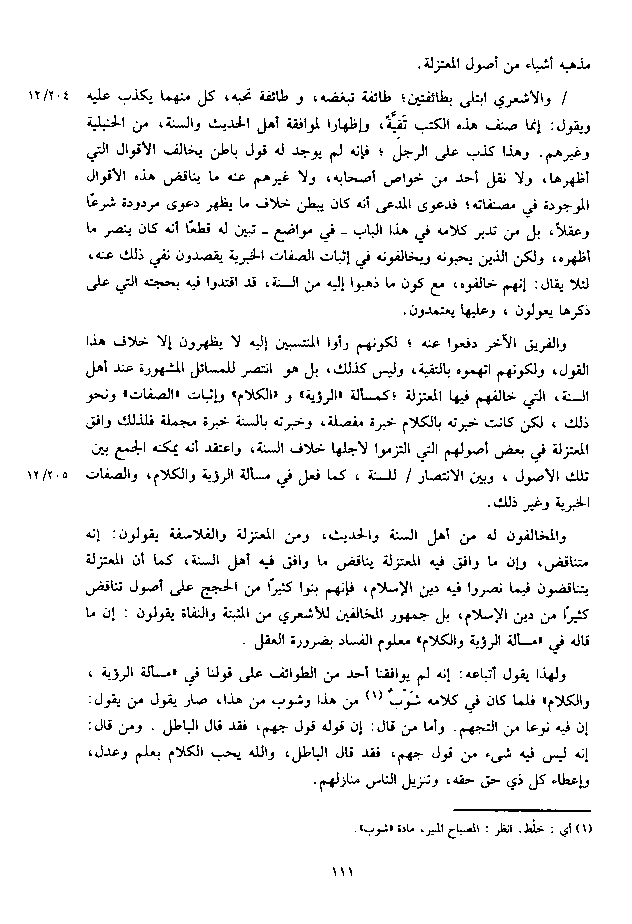 مذهبه أشياء من أصول المعتزلة.
/ والأشعري ابتلى بطائفتين؛ طائفة تبغضه، و طائفة تحبه، كل منهما يكذب عليه ١٢/٢٠٤
ويقول: إنما صنف هذه الكتب تَقِيَّةً، وإظهارا لموافقة أهل الحديث والسنة، من الحنبلية
وغيرهم. وهذا كذب على الرجل ؛ فإنه لم يوجد له قول باطن يخالف الأقوال التي
أظهرها، ولا نقل أحد من خواص أصحابه، ولا غيرهم عنه ما يناقض هذه الأقوال
الموجودة في مصنفاته؛ فدعوى المدعى أنه كان يبطن خلاف ما يظهر دعوى مردودة شرعًا
وعقلاً، بل من تدبر كلامه في هذا الباب - في مواضع - تبين له قطعًا أنه كان ينصر ما
أظهره، ولكن الذين يحبونه ويخالفونه في إثبات الصفات الخبرية يقصدون نفي ذلك عنه،
لئلا يقال: إنهم خالفوه، مع كون ما ذهبوا إليه من السنة، قد اقتدوا فيه بحجته التي على
ذكرها يعولون ، وعليها يعتمدون.
والفريق الآخر دفعوا عنه ؛ لكونهم رأوا المنتسبين إليه لا يظهرون إلا خلاف هذا
القول، ولكونهم اتهموه بالتقية، وليس كذلك، بل هو انتصر للمسائل المشهورة عند أهل
السنة، التي خالفهم فيها المعتزلة ؛كمسألة «الرؤية» و «الكلام» وإثبات «الصفات» ونحو
ذلك ، لكن كانت خبرته بالكلام خبرة مفصلة، وخبرته بالسنة خبرة مجملة فلذلك وافق
المعتزلة في بعض أصولهم التي التزموا لأجلها خلاف السنة، واعتقد أنه يمكنه الجمع بين
تلك الأصول ، وبين الانتصار / للسنة ، كما فعل في مسألة الرؤية والكلام، والصفات ١٢/٢٠٥
الخبرية وغير ذلك.
والمخالفون له من أهل السنة والحديث، ومن المعتزلة والفلاسفة يقولون: إنه
متناقض، وإن ما وافق فيه المعتزلة يناقض ما وافق فيه أهل السنة، كما أن المعتزلة
يتناقضون فيما نصروا فيه دين الإسلام، فإنهم بنوا كثيرًا من الحجج على أصول تناقض
كثيرًا من دين الإسلام، بل جمهور المخالفين للأشعري من المثبتة والنفاة يقولون : إن ما
قاله في «مسألة الرؤية والكلام» معلوم الفساد بضرورة العقل .
ولهذا يقول أتباعه: إنه لم يوافقنا أحد من الطوائف على قولنا في «مسألة الرؤية ،
والكلام» فلما كان في كلامه شَوْبٌ (١) من هذا وشوب من هذا، صار يقول من يقول:
إن فيه نوعا من التجهم. وأما من قال: إن قوله قول جهم، فقد قال الباطل . ومن قال:
إنه ليس فيه شىء من قول جهم، فقد قال الباطل، والله يحب الكلام بعلم وعدل،
وإعطاء كل ذي حق حقه، وتنزيل الناس منازلهم.
(١) أي : خلْط. انظر : المصباح المنير، مادة «شوب».
١١١